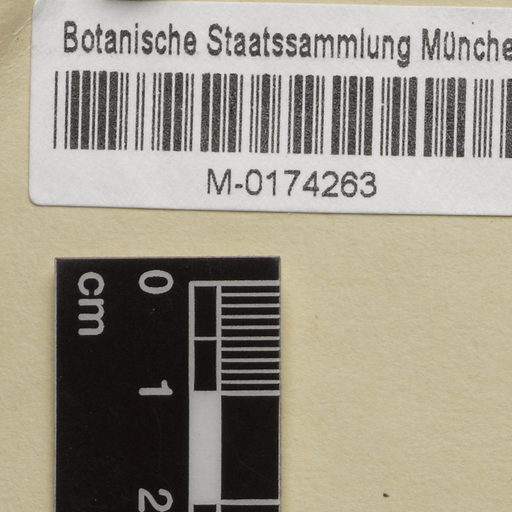 Botanische Staatssammlung Münche
M-0174263
cm
0
1
2